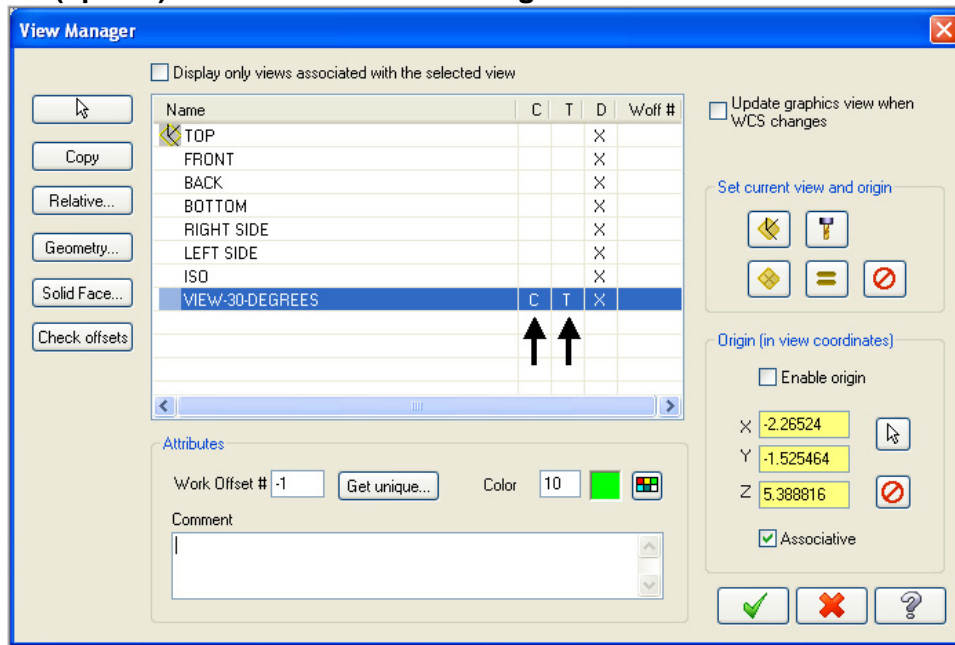 View Manager
Display only views associated with the selected view
Name C T D Woff #
TOP X
FRONT X
BACK X
BOTTOM X
RIGHT SIDE X
LEFT SIDE X
ISO X
VIEW-30-DEGREES C T X
Copy
Relative...
Geometry...
Solid Face...
Check offsets
Update graphics view when
WCS changes
Set current view and origin
Origin (in view coordinates)
Enable origin
X -2.26524
Y -1.525464
Z 5.388816
Associative
Attributes
Work Offset # -1 Get unique... Color 10
Comment